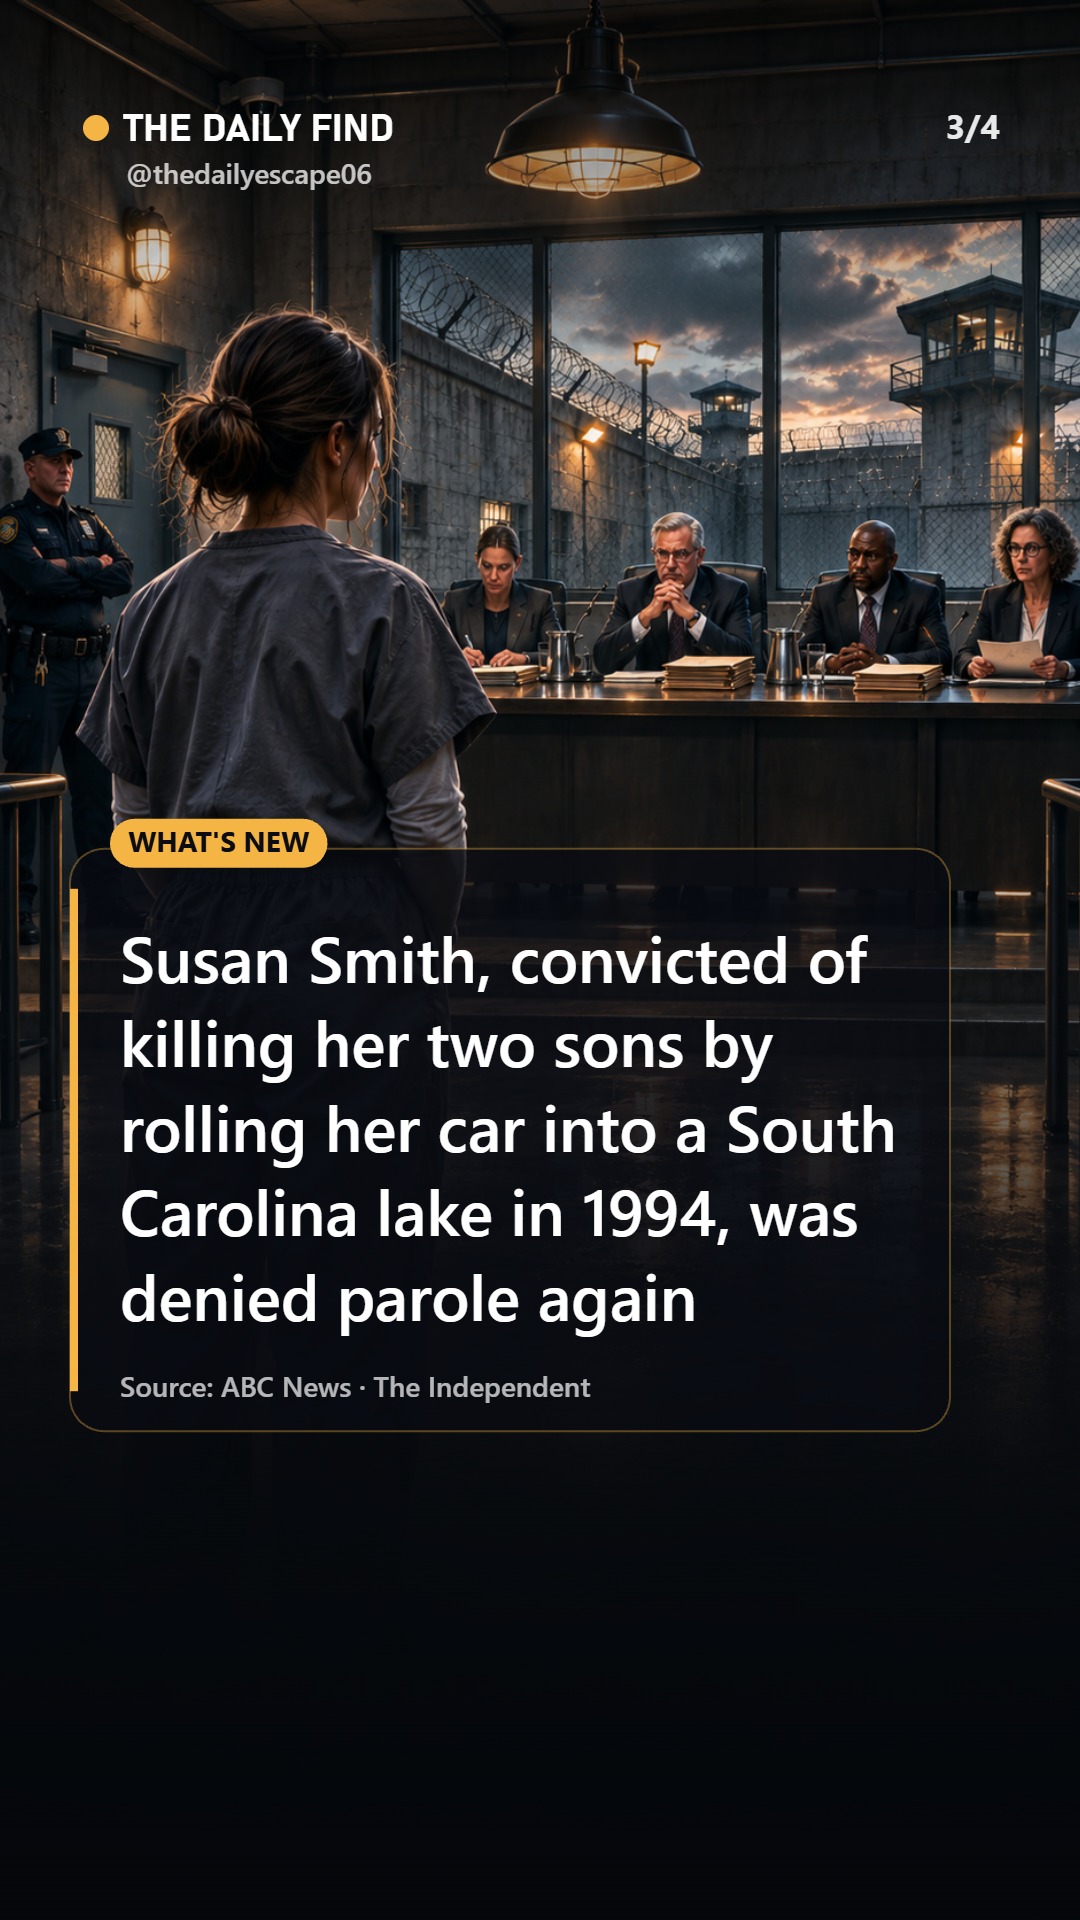 THE DAILY FIND
3/4
@thedailyescape06
WHAT'S NEW
Susan Smith, convicted of
killing her two sons by
rolling her car into a South
Carolina lake in 1994, was
denied parole again
Source: ABC News · The Independent